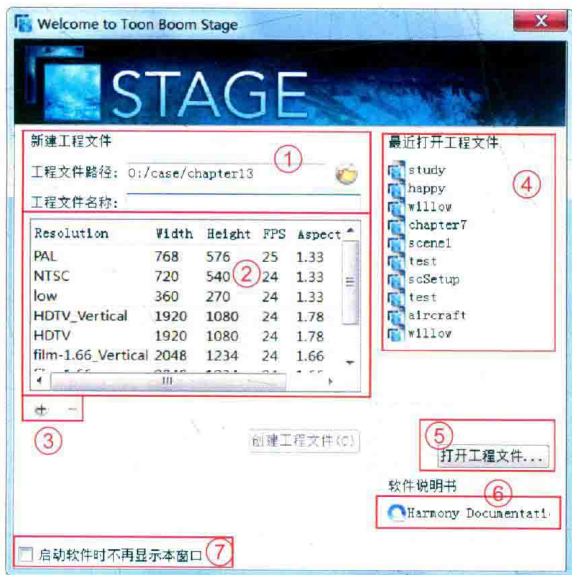 Welcome to Toon Boom Stage
STAGE
新建工程文件
①
工程文件路径: O:/case/chapter13
工程文件名称:
Resolution Width Height FPS Aspect
PAL 768 576 25 1.33
NTSC 720 540 24 1.33
②
low 360 270 24 1.33
HDTV_Vertical 1920 1080 24 1.78
HDTV 1920 1080 24 1.78
film-1.66_Vertical 2048 1234 24 1.66
③
创建工程文件(C)
最近打开工程文件
④
study
happy
willow
chapter7
scene1
test
scSetup
test
aircraft
willow
⑤
打开工程文件...
软件说明书
⑥
Harmony Documentati
启动软件时不再显示本窗口
⑦